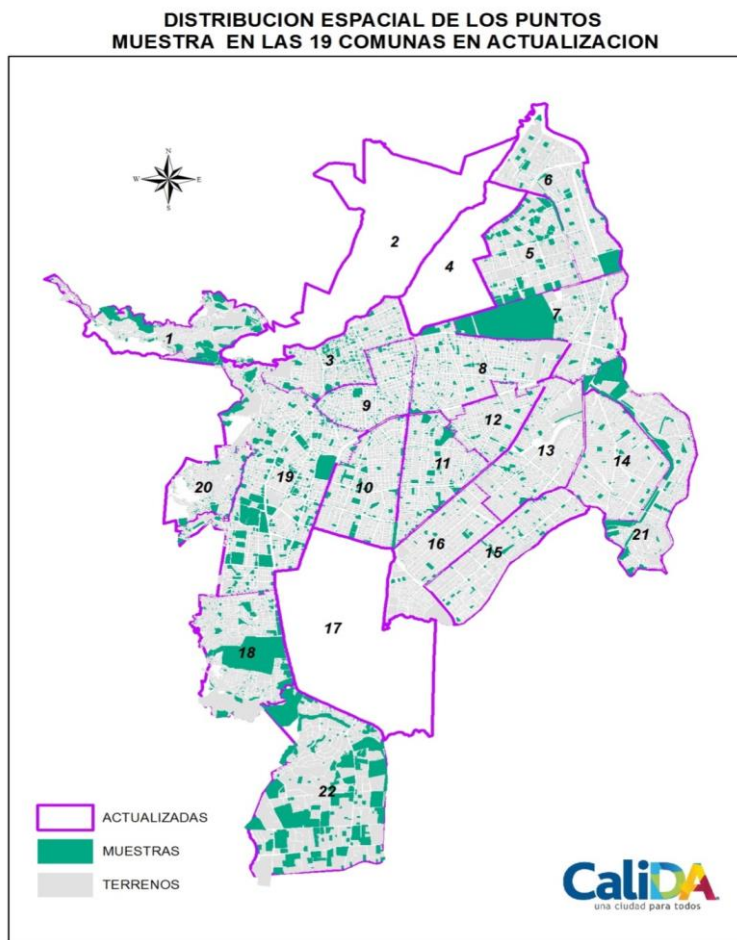 DISTRIBUCION ESPACIAL DE LOS PUNTOS
MUESTRA EN LAS 19 COMUNAS EN ACTUALIZACION
N
W
E
S
6
2
4
5
7
1
3
8
9
12
13
14
19
11
20
10
21
16
15
17
18
22
ACTUALIZADAS
MUESTRAS
TERRENOS
CaliDA
una ciudad para todos